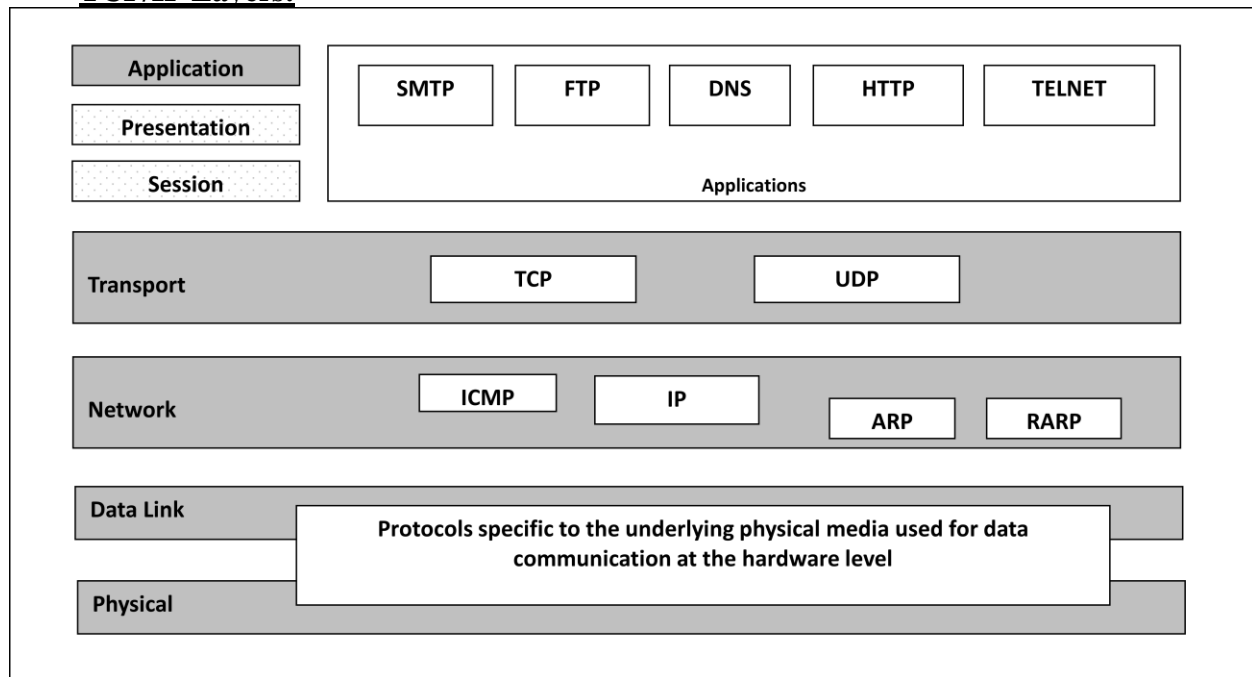 Application
SMTP FTP DNS HTTP TELNET
Presentation
Session
Applications
Transport
TCP UDP
Network
ICMP IP
ARP RARP
Data Link
Protocols specific to the underlying physical media used for data
communication at the hardware level
Physical